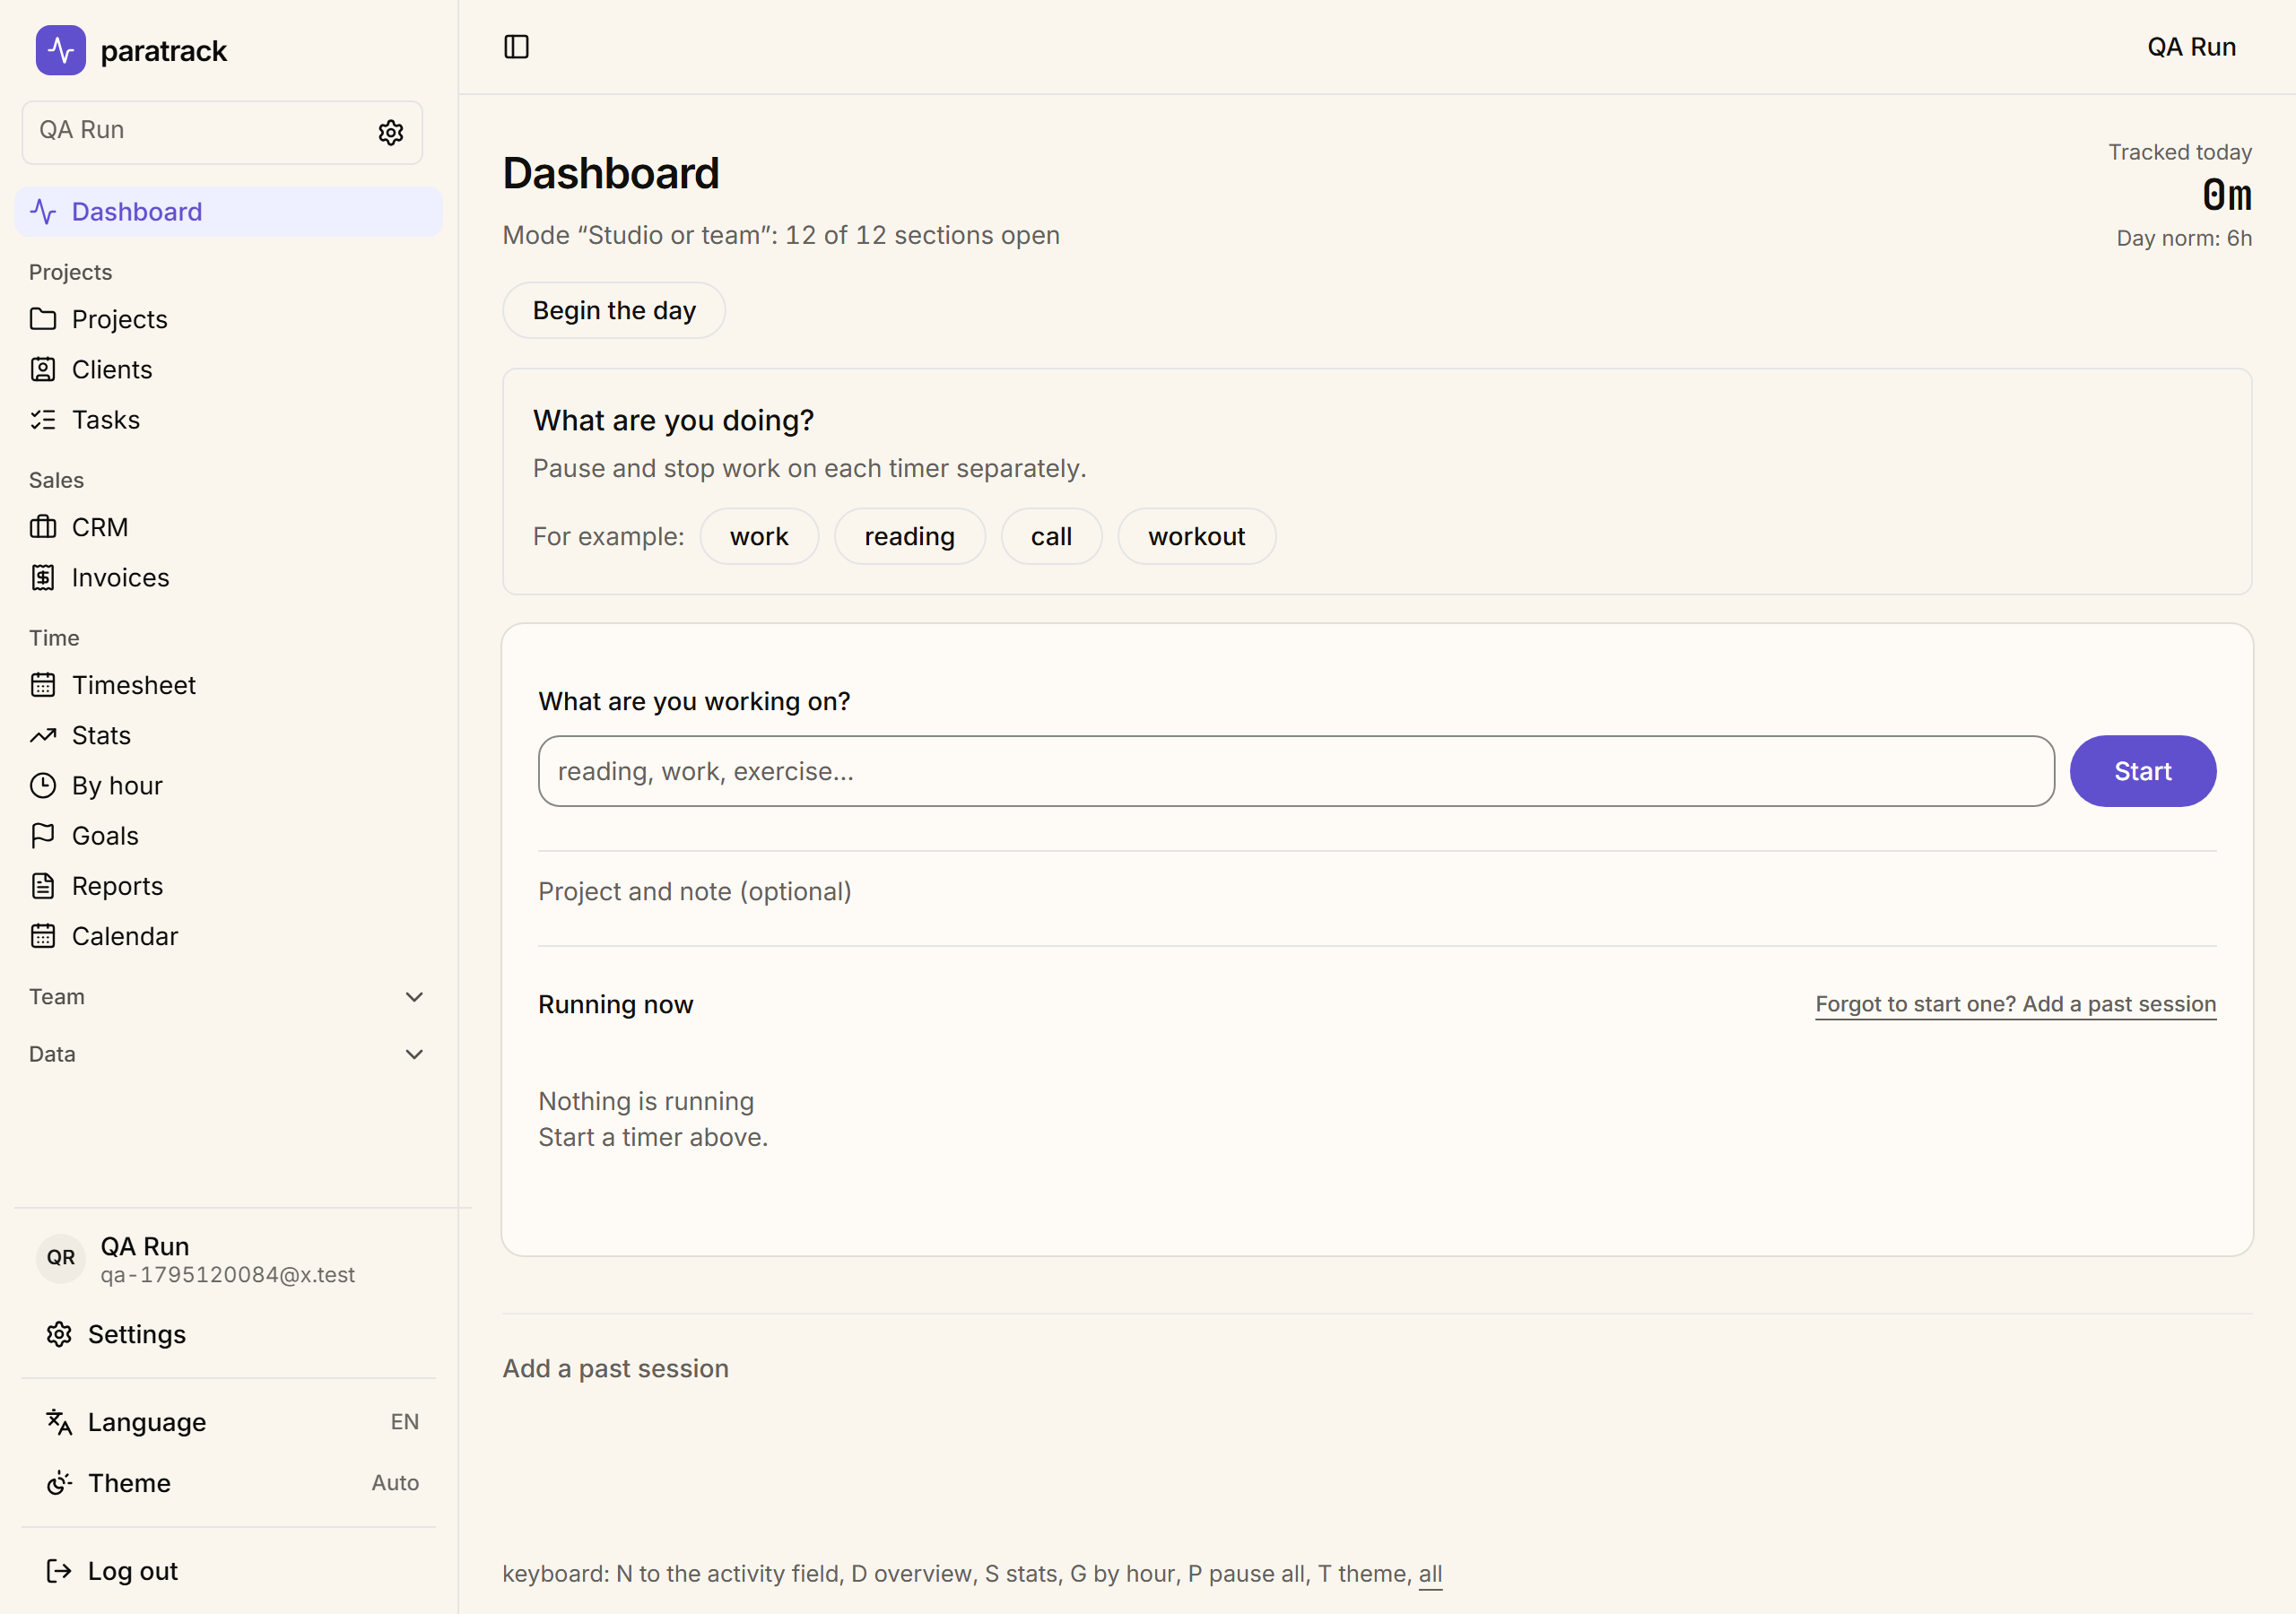 paratrack
QA Run
Dashboard
Projects
Projects
Clients
Tasks
Sales
CRM
Invoices
Time
Timesheet
Stats
By hour
Goals
Reports
Calendar
Team
Data
QR
QA Run
qa-1795120084@x.test
Settings
Language EN
Theme Auto
Log out
QA Run
Dashboard
Mode “Studio or team”: 12 of 12 sections open
Tracked today
0m
Day norm: 6h
Begin the day
What are you doing?
Pause and stop work on each timer separately.
For example: work reading call workout
What are you working on?
reading, work, exercise...
Start
Project and note (optional)
Running now
Forgot to start one? Add a past session
Nothing is running
Start a timer above.
Add a past session
keyboard: N to the activity field, D overview, S stats, G by hour, P pause all, T theme, all